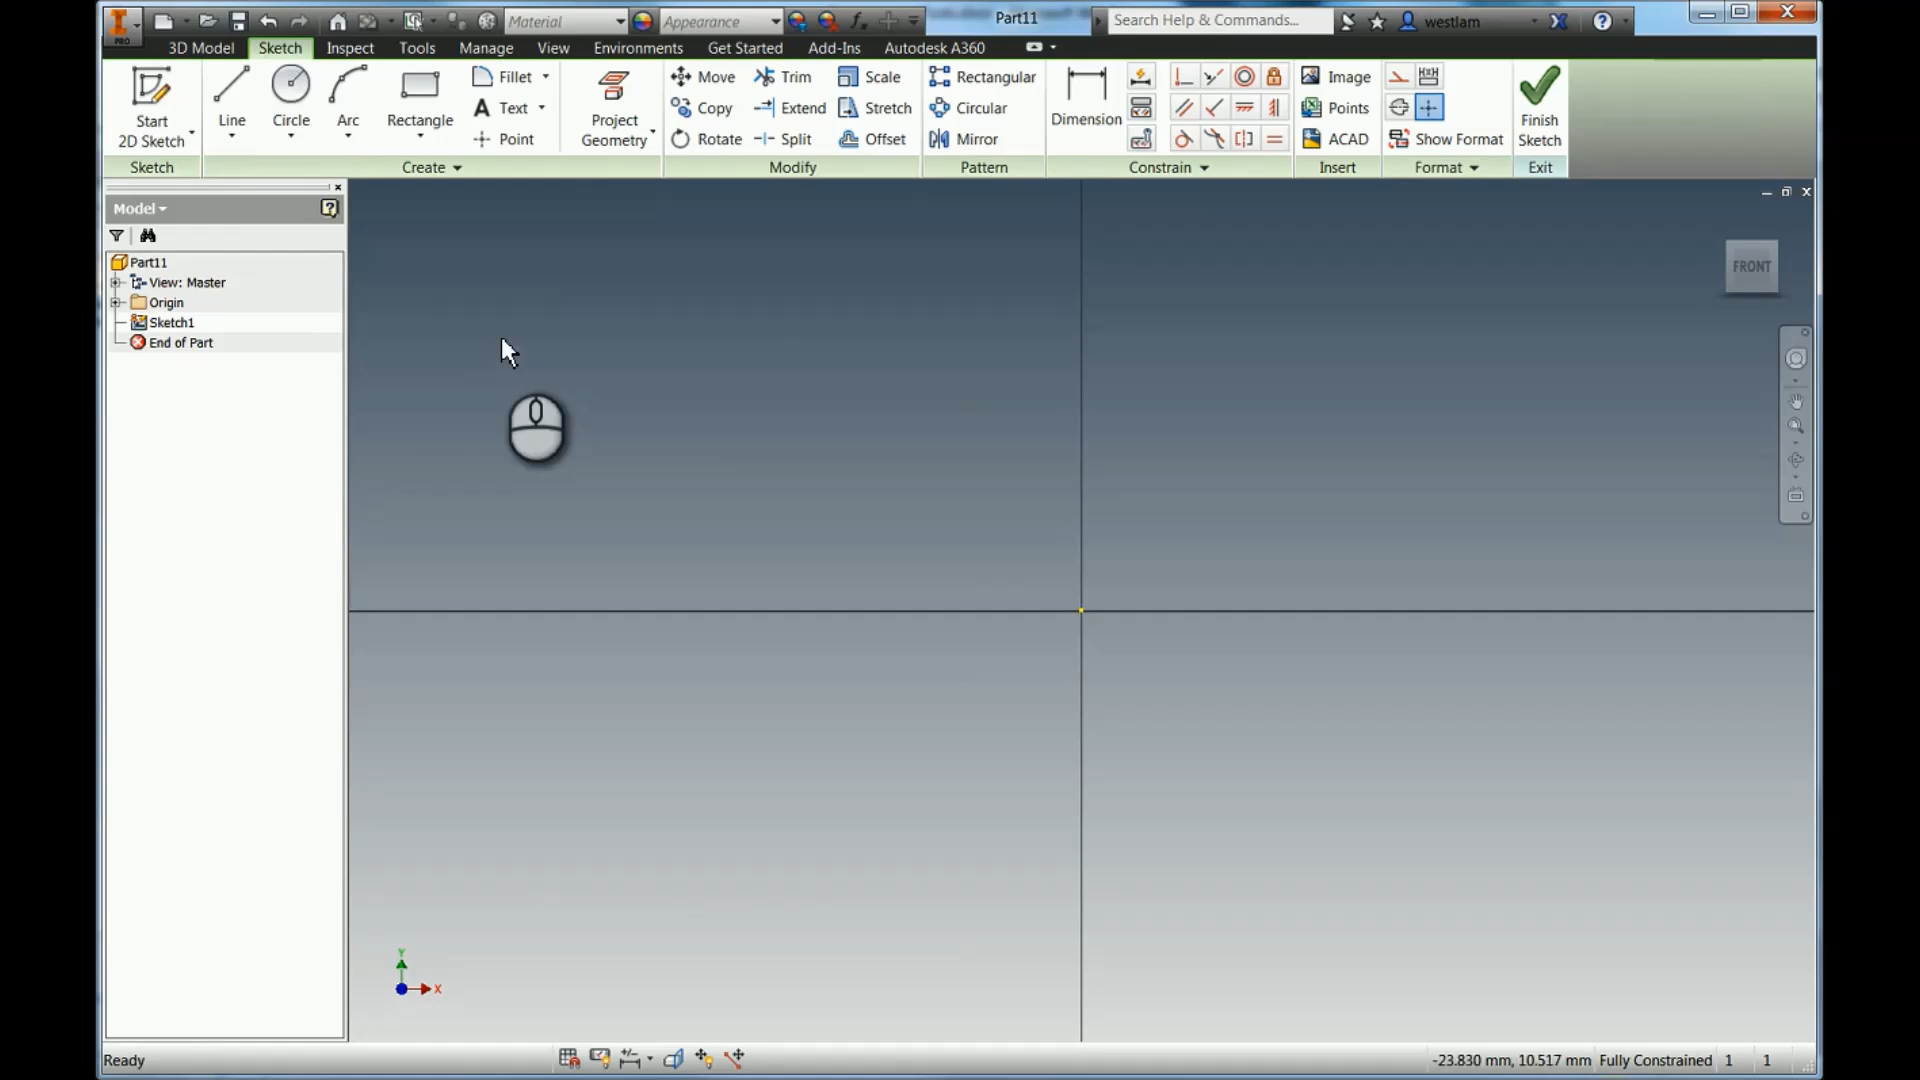 PRO
Material
Appearance
Part11
Search Help & Commands...
westlam
3D Model Sketch Inspect Tools Manage View Environments Get Started Add-Ins Autodesk A360
Start
2D Sketch
Line
Circle
Arc
Rectangle
Fillet
Text
Point
Project
Geometry
Move
Copy
Rotate
Trim
Extend
Split
Scale
Stretch
Offset
Rectangular
Circular
Mirror
Dimension
Image
Points
ACAD
Show Format
Finish
Sketch
Sketch Create Modify Pattern Constrain Insert Format Exit
Model
Part11
View: Master
Origin
Sketch1
End of Part
FRONT
Y
X
Ready
-23.830 mm, 10.517 mm Fully Constrained 1 1